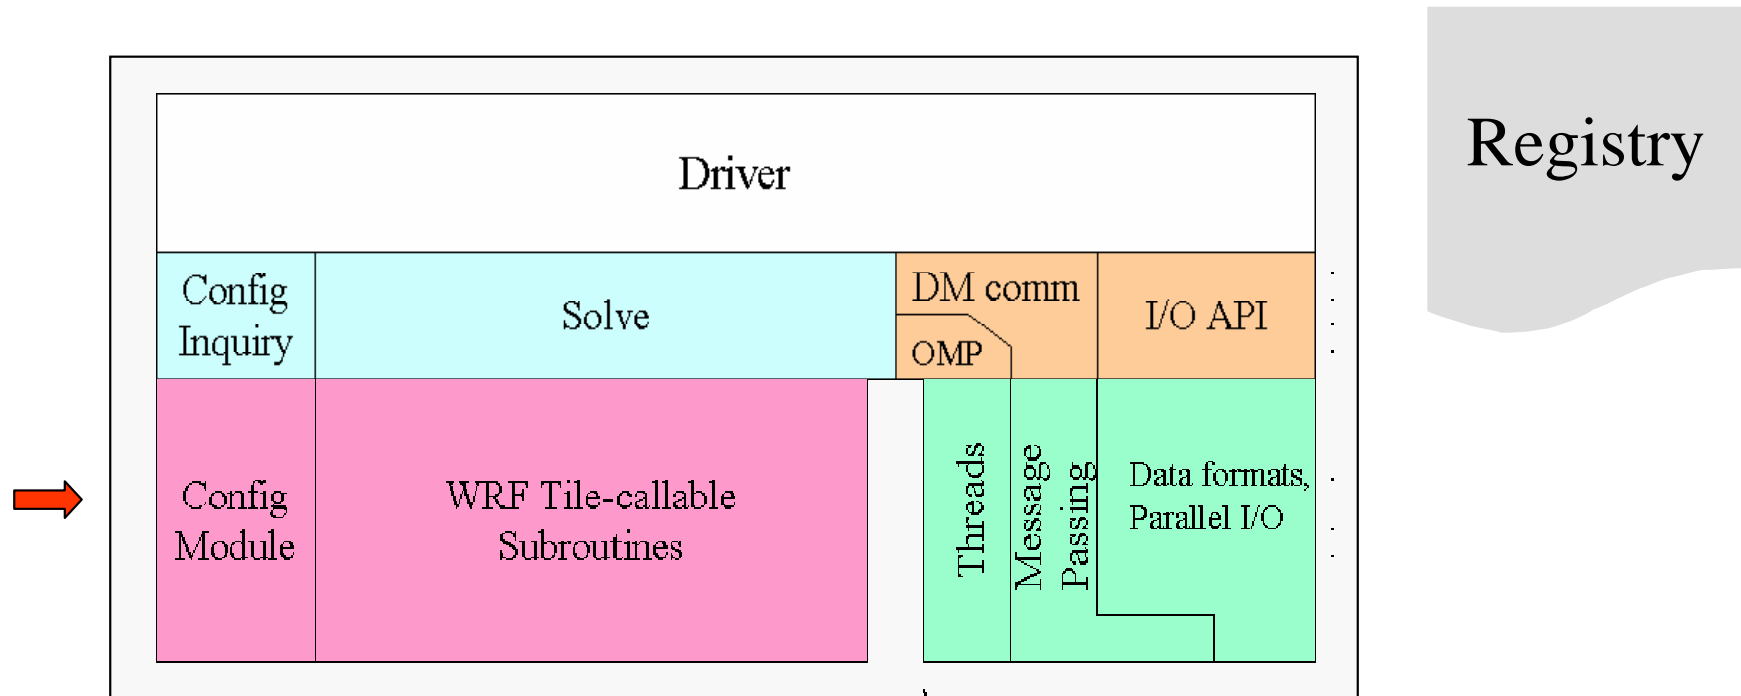 Registry
Driver
Config
Inquiry
Solve
DM comm
OMP
I/O API
Config
Module
WRF Tile-callable
Subroutines
Threads
Message
Passing
Data formats,
Parallel I/O